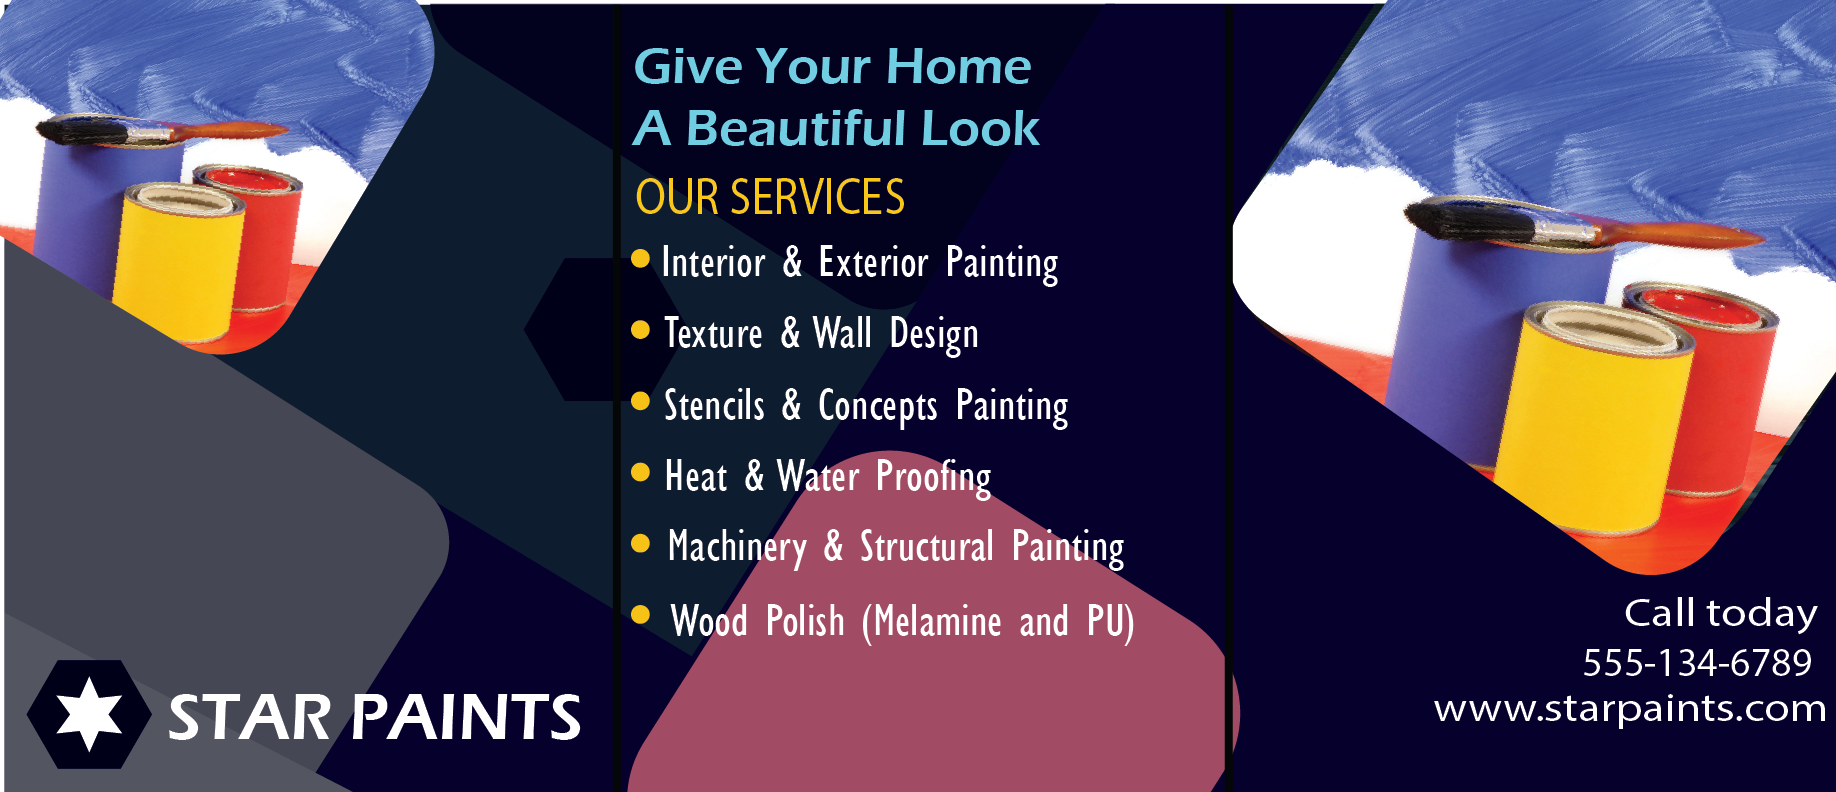 Give Your Home
A Beautiful Look
OUR SERVICES
Interior & Exterior Painting
Texture & Wall Design
Stencils & Concepts Painting
Heat & Water Proofing
Machinery & Structural Painting
Wood Polish (Melamine and PU)
STAR PAINTS
Call today
555-134-6789
www.starpaints.com